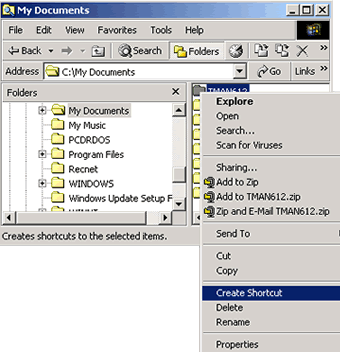 My Documents
File Edit View Favorites Tools Help
Back Search Folders »
Address C:\My Documents Go Links »
Folders
My Documents
My Music
PCDRDOS
Program Files
Recnet
WINDOWS
Windows Update Setup F
Creates shortcuts to the selected items.
TMAN612
Explore
Open
Search...
Scan for Viruses
Sharing...
Add to Zip
Add to TMAN612.zip
Zip and E-Mail TMAN612.zip
Send To
Cut
Copy
Create Shortcut
Delete
Rename
Properties